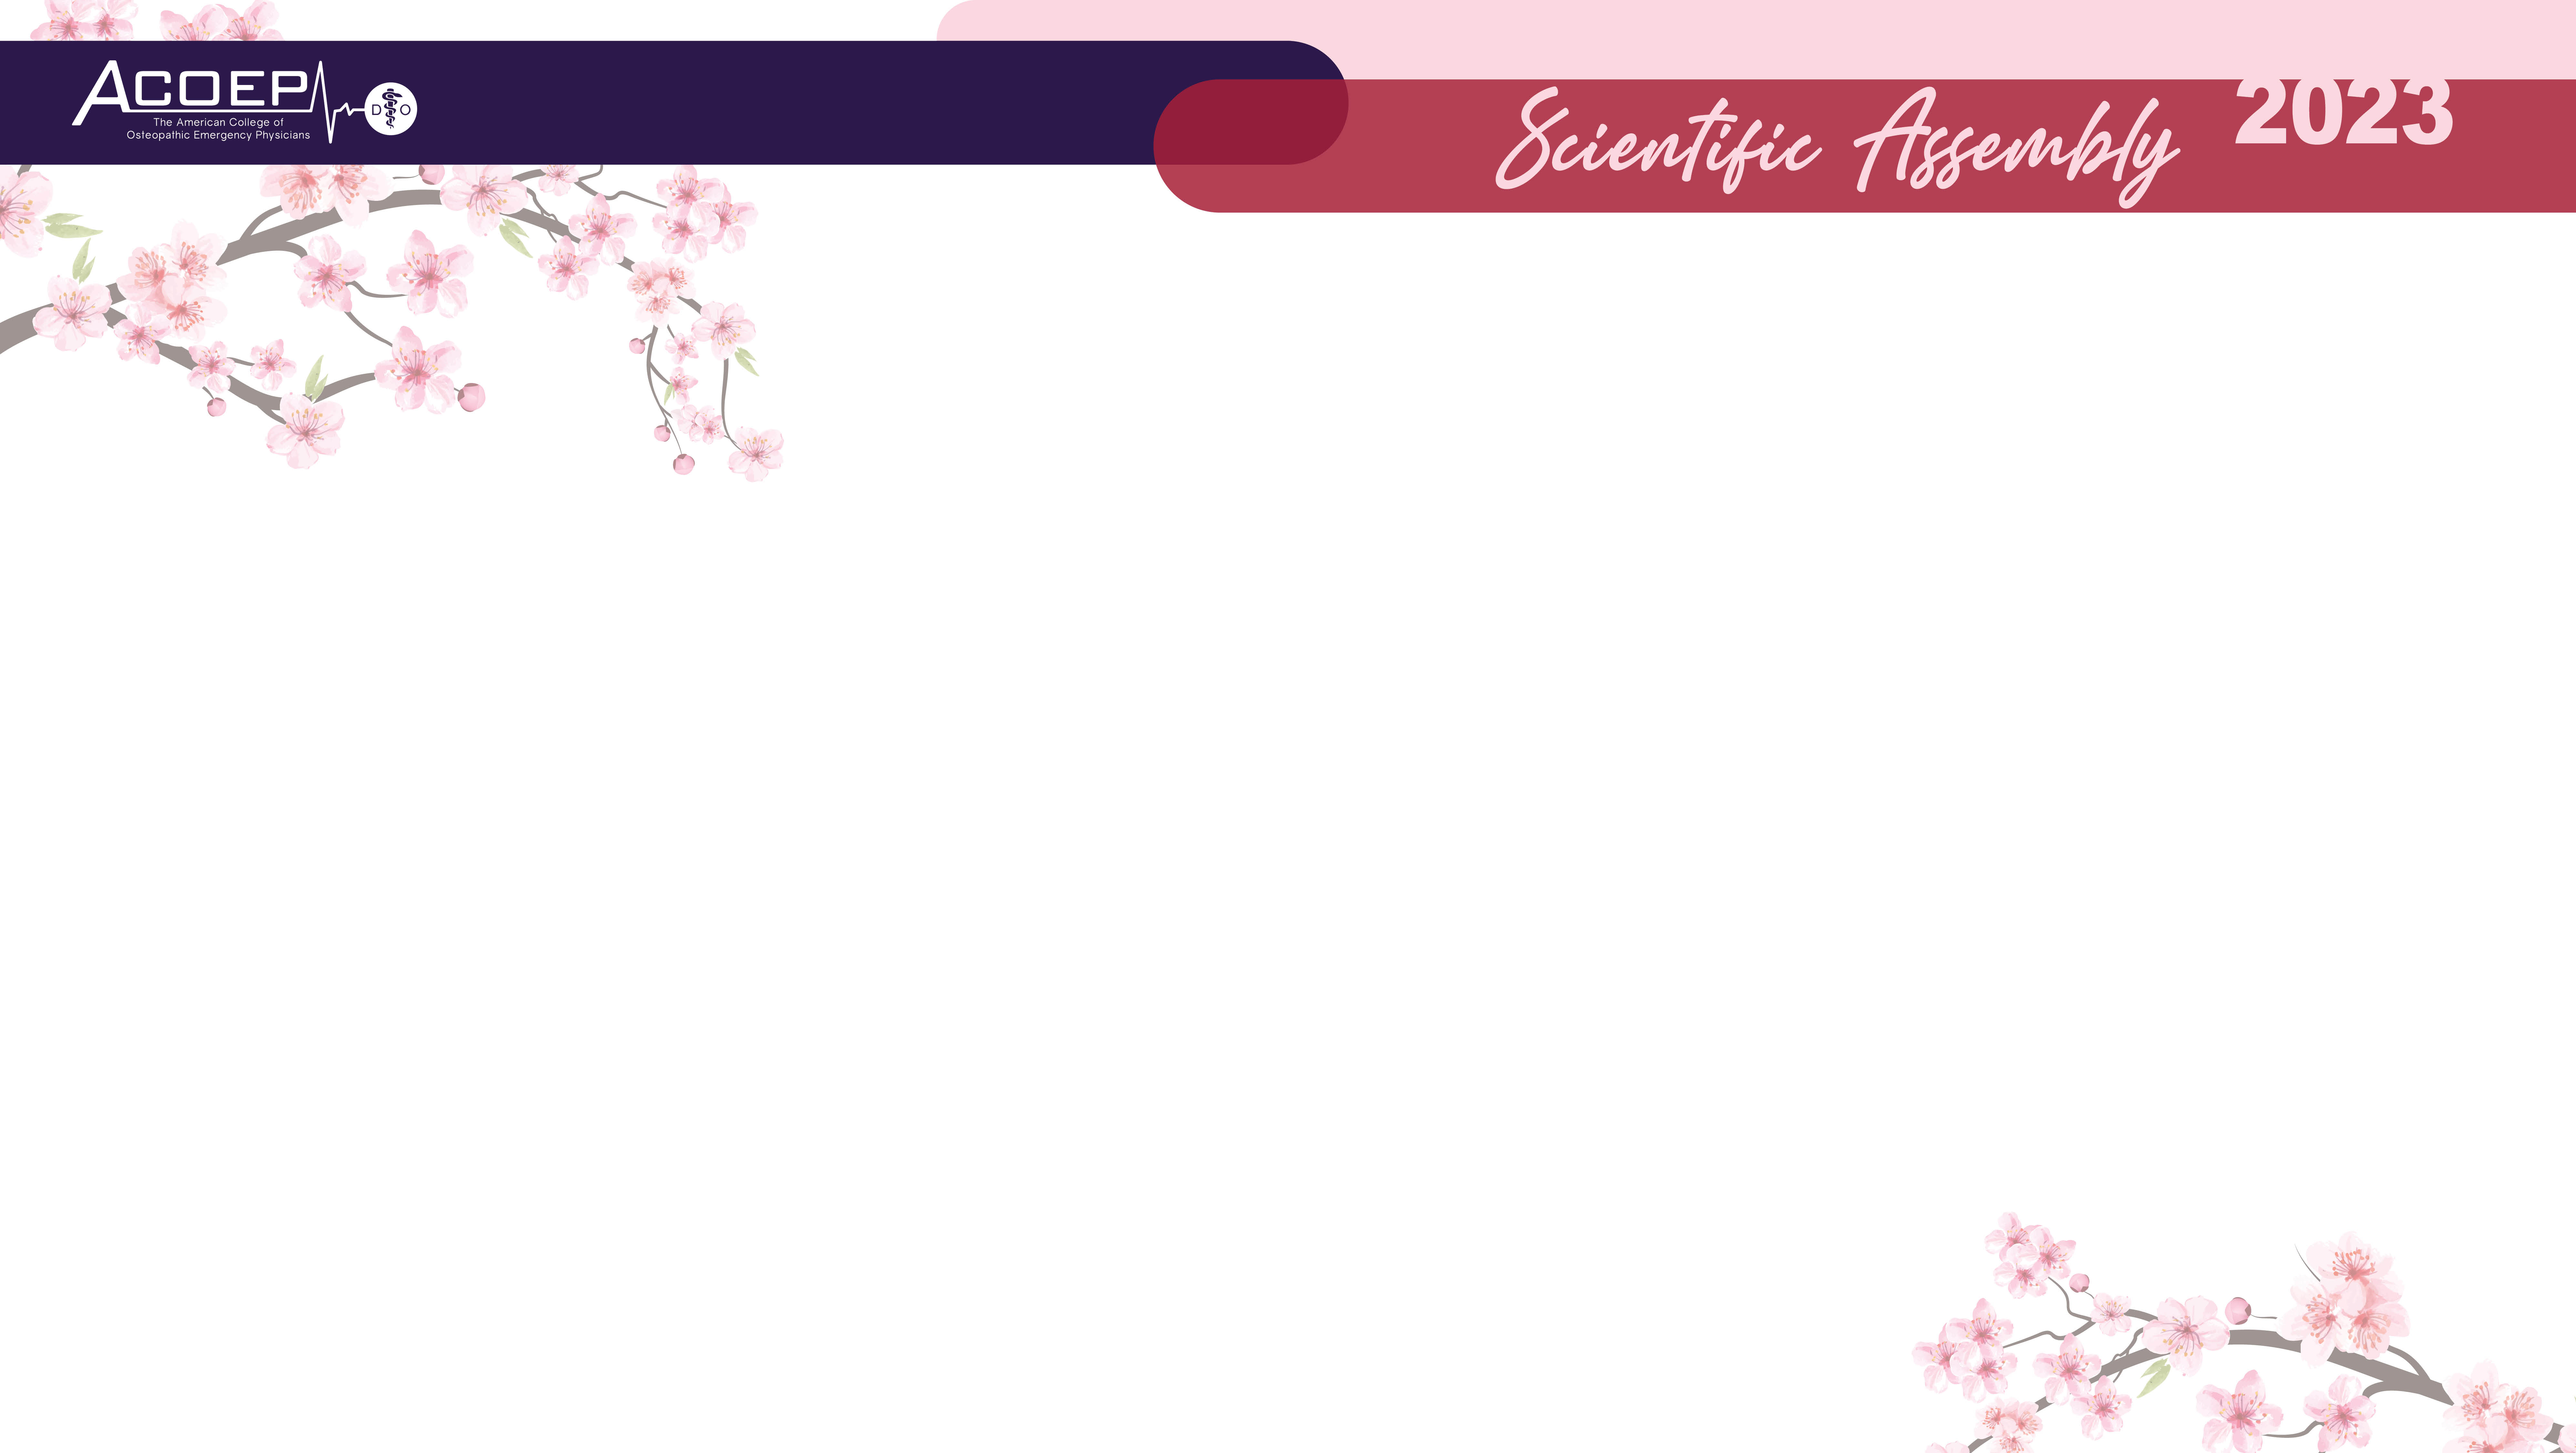 ACOEP
The American College of
Osteopathic Emergency Physicians
D O
Scientific Assembly 2023